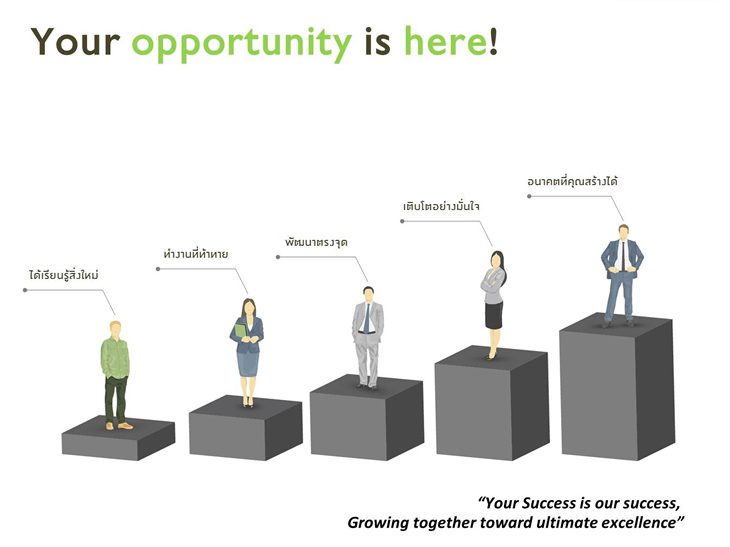 Your opportunity is here!
อนาคตที่คุณสร้างได้
เติบโตอย่างมั่นใจ
พัฒนาตรงจุด
ทำงานที่ท้าทาย
ได้เรียนรู้สิ่งใหม่
“Your Success is our success,
Growing together toward ultimate excellence”